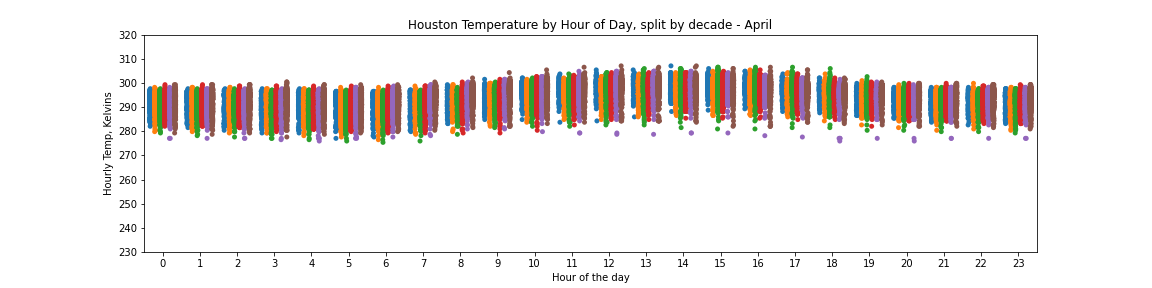 Houston Temperature by Hour of Day, split by decade - April
320
310
300
290
280
270
260
250
240
230
Hourly Temp, Kelvins
0 1 2 3 4 5 6 7 8 9 10 11 12 13 14 15 16 17 18 19 20 21 22 23
Hour of the day